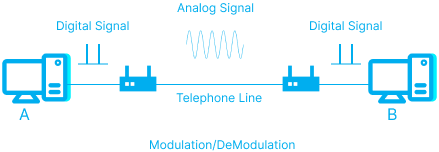 Analog Signal
Digital Signal
Digital Signal
Telephone Line
A
B
Modulation/DeModulation